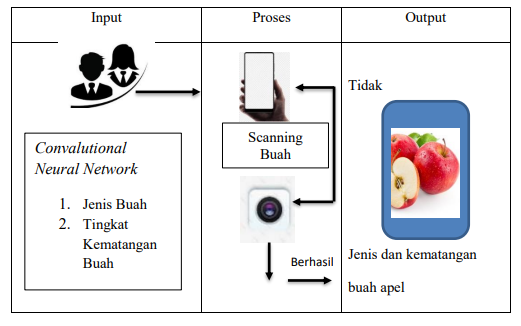 Input
Proses
Output
Convalutional
Neural Network
1. Jenis Buah
2. Tingkat
Kematangan
Buah
Scanning
Buah
Berhasil
Tidak
Jenis dan kematangan
buah apel